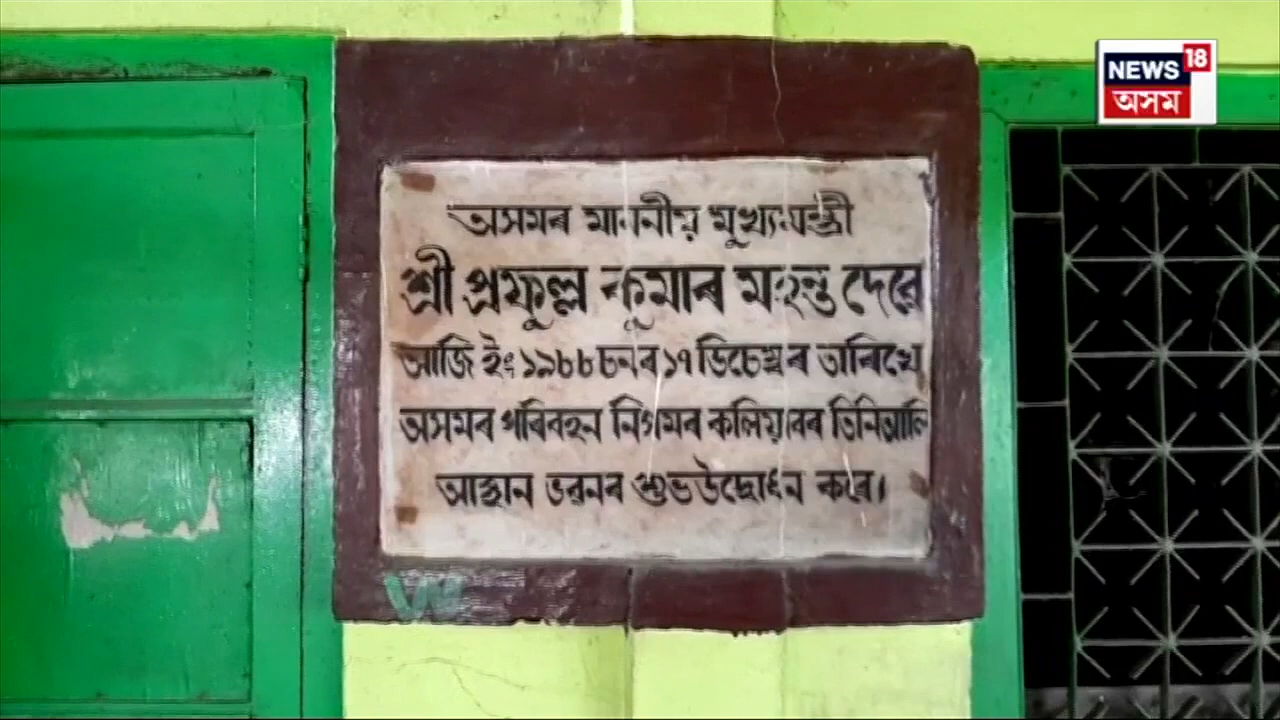 NEWS 18
অসম
অসমৰ মাননীয় মুখ্যমন্ত্ৰী
শ্ৰী প্ৰফুল্ল কুমাৰ মহন্ত দেৱে
আজি ইং ১৯৮৮ চনৰ ১৭ ডিচেম্বৰ তাৰিখে
অসমৰ পৰিবহন নিগমৰ কলিয়াবৰ তিনিআলি
আস্থান ভৱনৰ শুভউদ্বোধন কৰে।